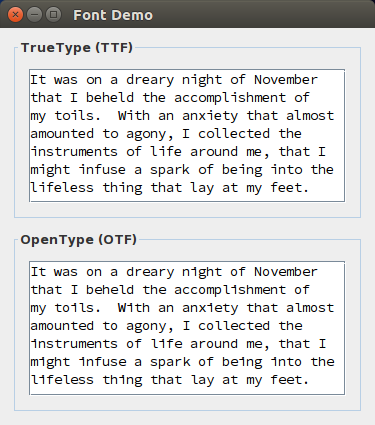 Font Demo
TrueType (TTF)
It was on a dreary night of November
that I beheld the accomplishment of
my toils.  With an anxiety that almost
amounted to agony, I collected the
instruments of life around me, that I
might infuse a spark of being into the
lifeless thing that lay at my feet.
OpenType (OTF)
It was on a dreary night of November
that I beheld the accomplishment of
my toils.  With an anxiety that almost
amounted to agony, I collected the
instruments of life around me, that I
might infuse a spark of being into the
lifeless thing that lay at my feet.